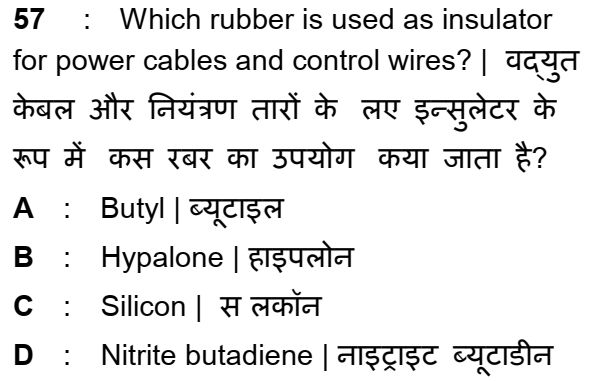 57 : Which rubber is used as insulator
for power cables and control wires? | वद्युत
केबल और नियंत्रण तारों के लए इन्सुलेटर के
रूप में कस रबर का उपयोग कया जाता है?
A : Butyl | ब्यूटाइल
B : Hypalone | हाइपलोन
C : Silicon | स लकॉन
D : Nitrite butadiene | नाइट्राइट ब्यूटाडीन